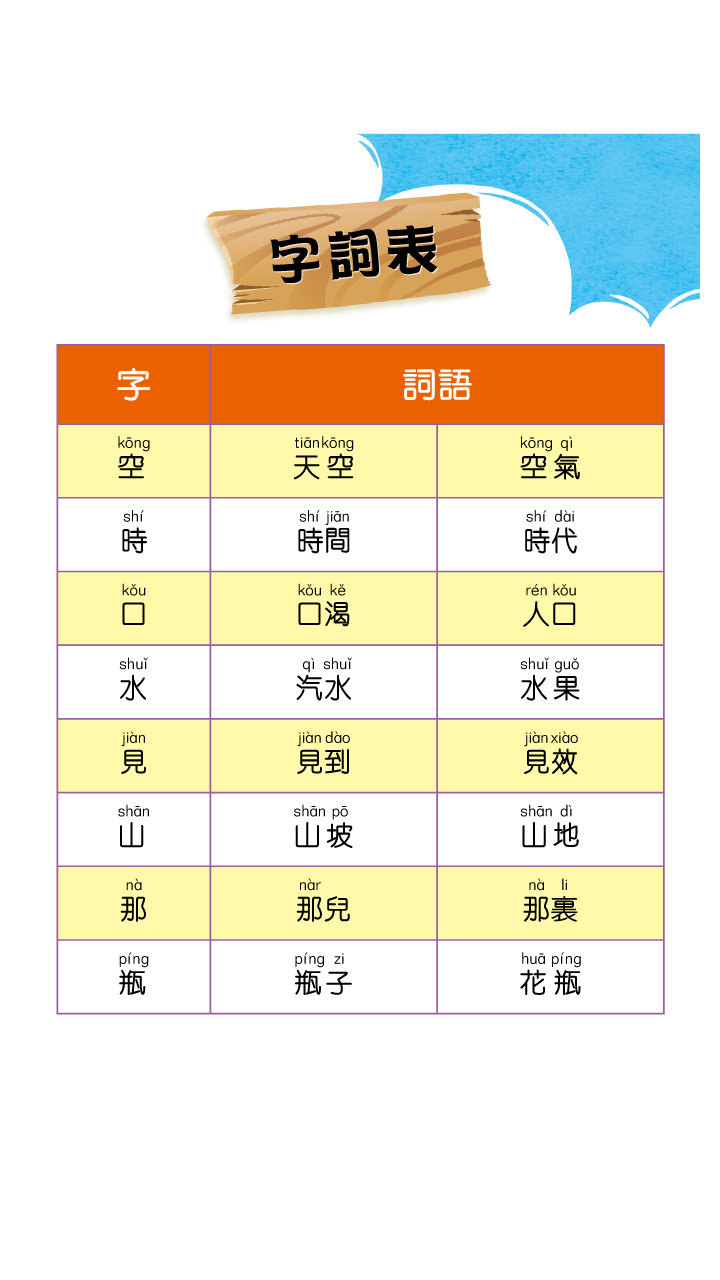 字詞表
字 詞語
kōng tiānkōng kōng qì
空 天空 空氣
shí shí jiān shí dài
時 時間 時代
kǒu kǒu kě rén kǒu
口 口渴 人口
shuǐ qì shuǐ shuǐ guǒ
水 汽水 水果
jiàn jiàn dào jiàn xiào
見 見到 見效
shān shān pō shān dì
山 山坡 山地
nà nàr nà li
那 那兒 那裏
píng píng zi huā píng
瓶 瓶子 花瓶